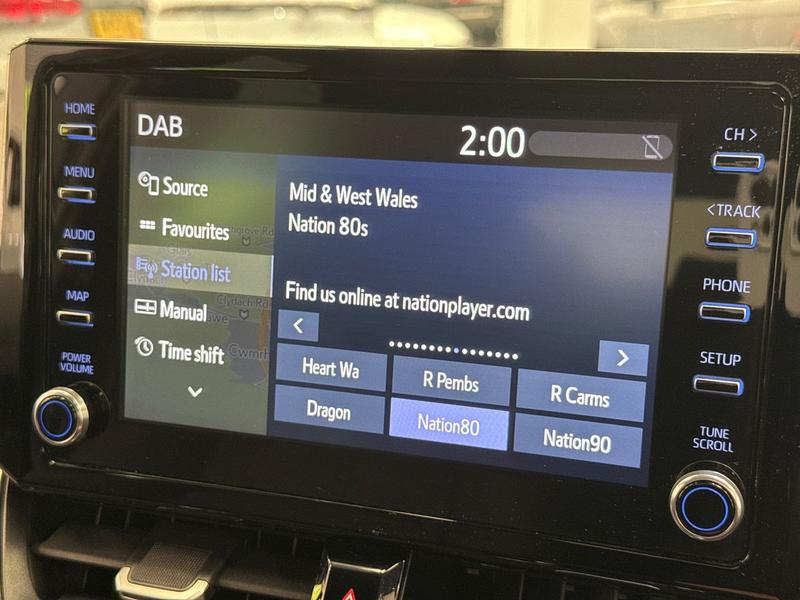 HOME
MENU
AUDIO
MAP
POWER
VOLUME
DAB
2:00
Source
Favourites
Station list
Manual
Time shift
Mid & West Wales
Nation 80s
Find us online at nationplayer.com
<
>
Heart Wa
R Pembs
R Carms
Dragon
Nation80
Nation90
Clydach Rd
CH >
<TRACK
PHONE
SETUP
TUNE
SCROLL